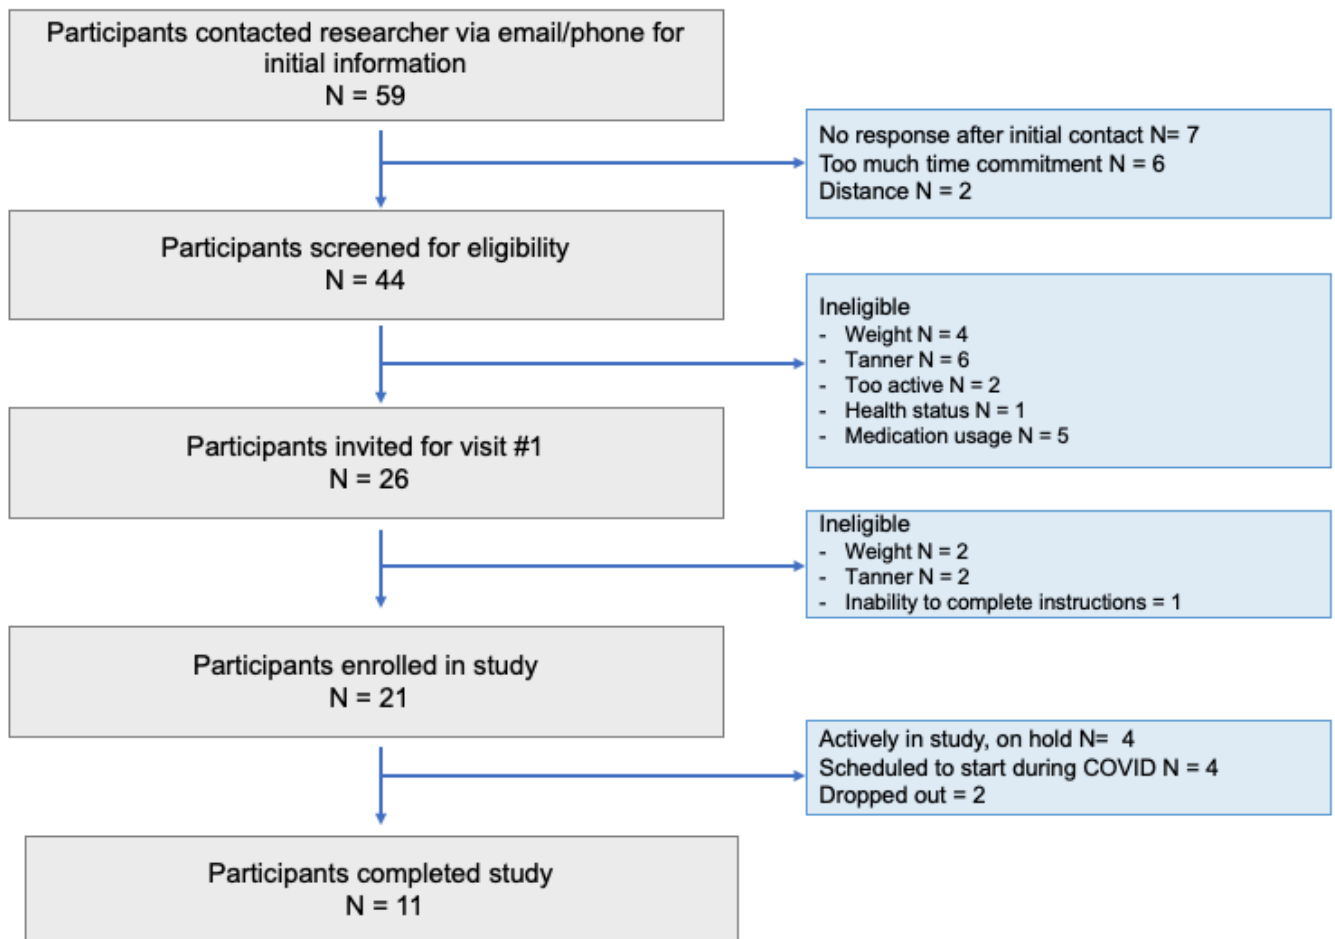 Participants contacted researcher via email/phone for
initial information
N = 59
No response after initial contact N= 7
Too much time commitment N = 6
Distance N = 2
Participants screened for eligibility
N = 44
Ineligible
- Weight N = 4
- Tanner N = 6
- Too active N = 2
- Health status N = 1
- Medication usage N = 5
Participants invited for visit #1
N = 26
Ineligible
- Weight N = 2
- Tanner N = 2
- Inability to complete instructions = 1
Participants enrolled in study
N = 21
Actively in study, on hold N= 4
Scheduled to start during COVID N = 4
Dropped out = 2
Participants completed study
N = 11